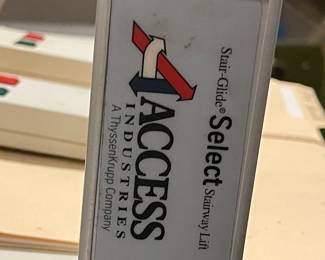 Stair-Glide® Select Stairway Lift
ACCESS
INDUSTRIES
A ThyssenKrupp Company